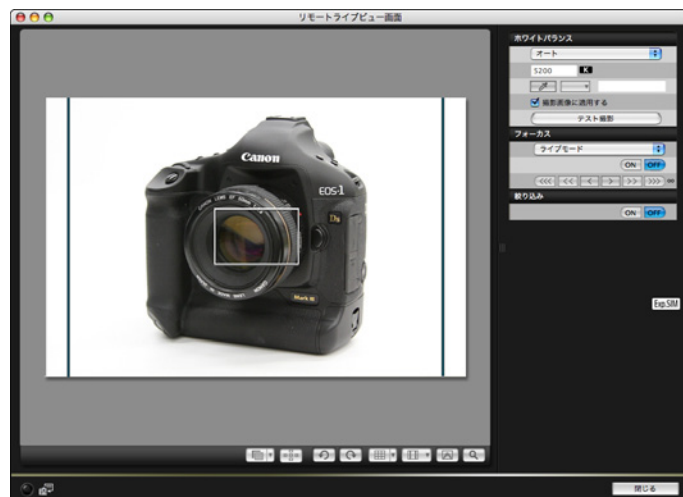 リモートライブビュー画面
ホワイトバランス
オート
5200 K
撮影画像に適用する
テスト撮影
フォーカス
ライブモード
ON OFF
<<< << < > >> >>> ∞
絞り込み
ON OFF
Exp.SIM
Canon
EOS-1
Ds
Mark III
閉じる